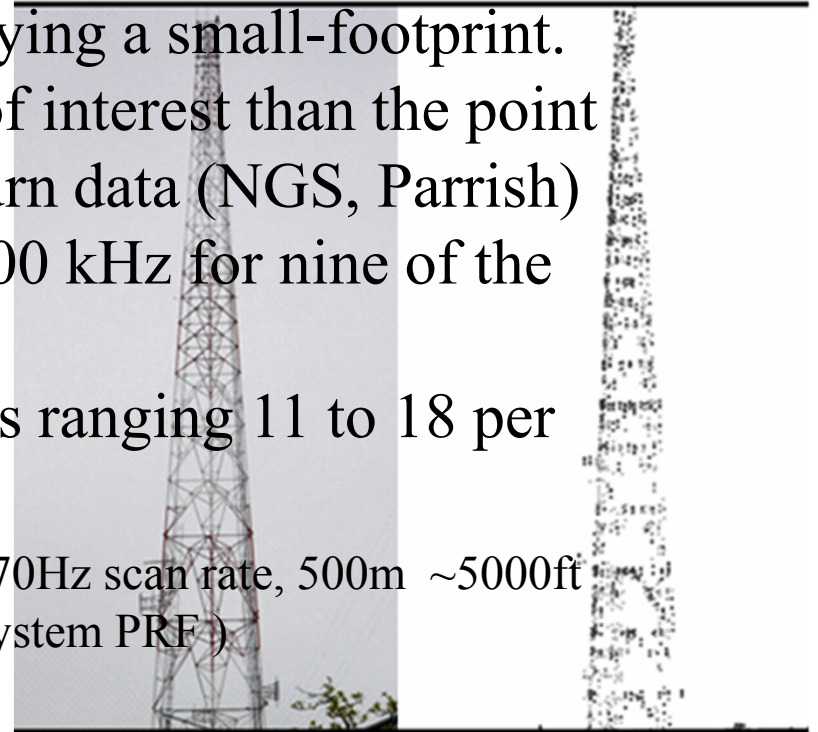 ying a small-footprint.
of interest than the point
rn data (NGS, Parrish)
00 kHz for nine of the
s ranging 11 to 18 per
70Hz scan rate, 500m ~5000ft
ystem PRF )